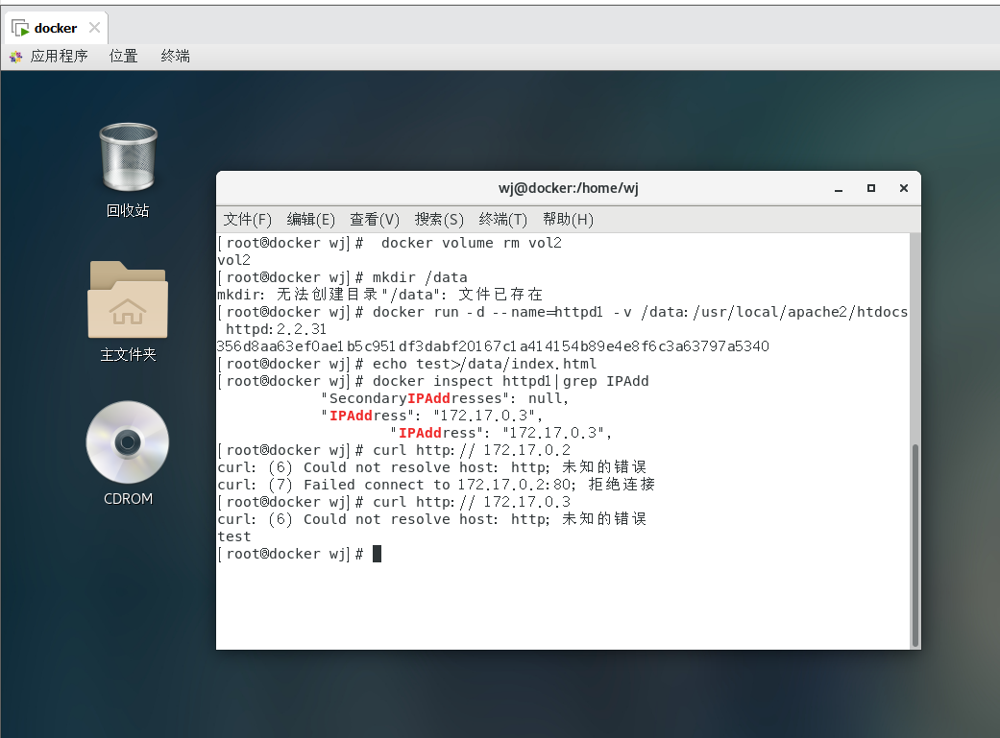 docker
应用程序 位置 终端
回收站
主文件夹
CDROM
wj@docker:/home/wj
文件(F) 编辑(E) 查看(V) 搜索(S) 终端(T) 帮助(H)
[root@docker wj]#  docker volume rm vol2
vol2
[root@docker wj]# mkdir /data
mkdir: 无法创建目录"/data": 文件已存在
[root@docker wj]# docker run -d --name=httpd1 -v /data:/usr/local/apache2/htdocs
 httpd:2.2.31
356d8aa63ef0ae1b5c951df3dabf20167c1a414154b89e4e8f6c3a63797a5340
[root@docker wj]# echo test>/data/index.html
[root@docker wj]# docker inspect httpd1|grep IPAdd
            "SecondaryIPAddresses": null,
            "IPAddress": "172.17.0.3",
                    "IPAddress": "172.17.0.3",
[root@docker wj]# curl http:// 172.17.0.2
curl: (6) Could not resolve host: http; 未知的错误
curl: (7) Failed connect to 172.17.0.2:80; 拒绝连接
[root@docker wj]# curl http:// 172.17.0.3
curl: (6) Could not resolve host: http; 未知的错误
test
[root@docker wj]#